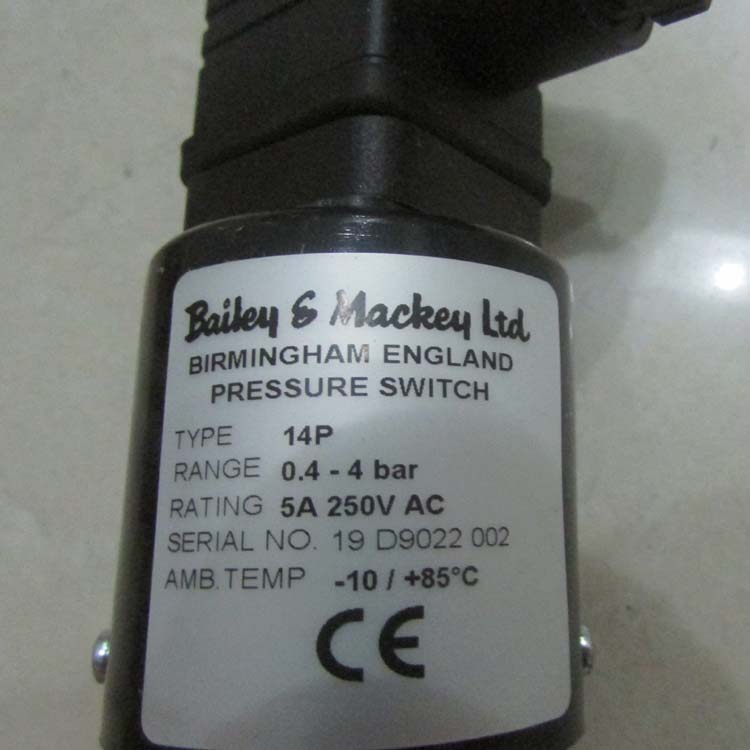 Bailey & Mackey Ltd
BIRMINGHAM ENGLAND
PRESSURE SWITCH
TYPE 14P
RANGE 0.4 - 4 bar
RATING 5A 250V AC
SERIAL NO. 19 D9022 002
AMB.TEMP -10 / +85°C
CE